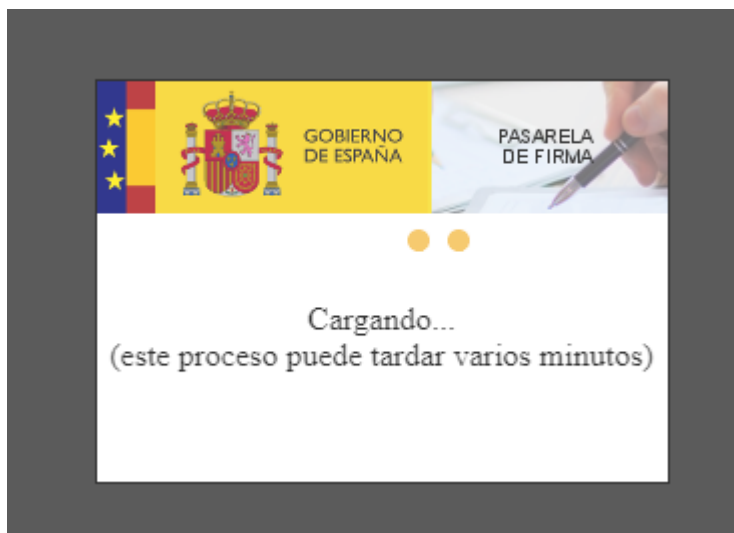 GOBIERNO
DE ESPAÑA
PASARELA
DE FIRMA
Cargando...
(este proceso puede tardar varios minutos)